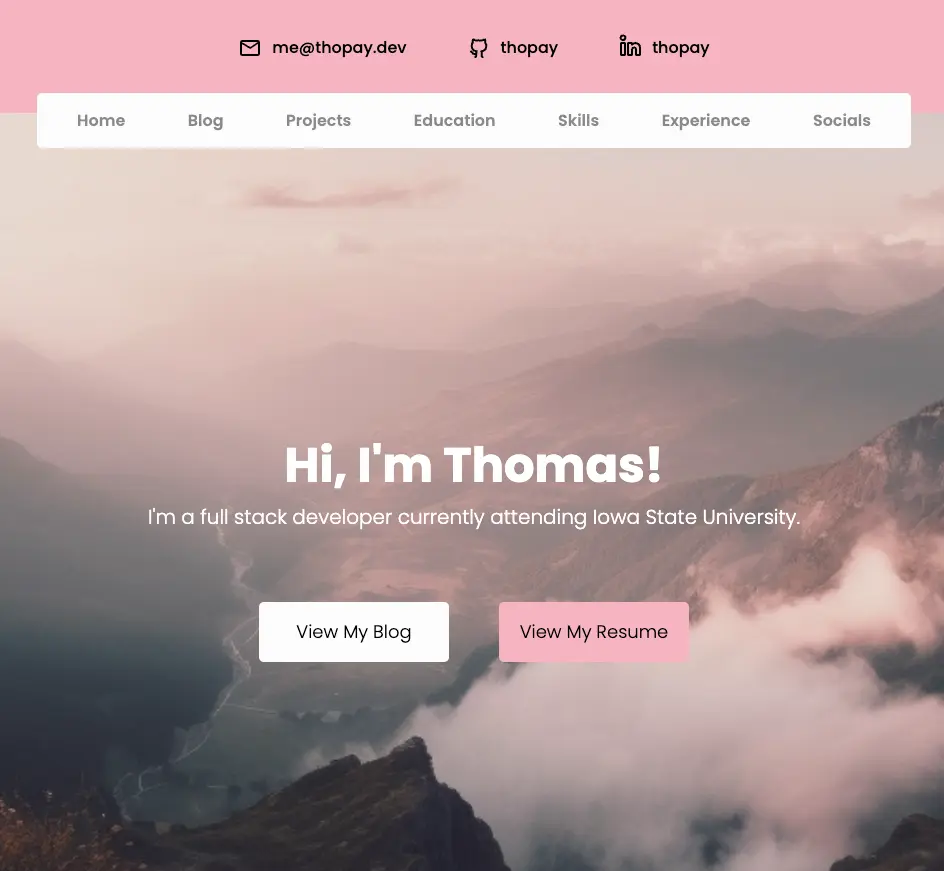 me@thopay.dev thopay thopay
Home Blog Projects Education Skills Experience Socials
Hi, I'm Thomas!
I'm a full stack developer currently attending Iowa State University.
View My Blog View My Resume